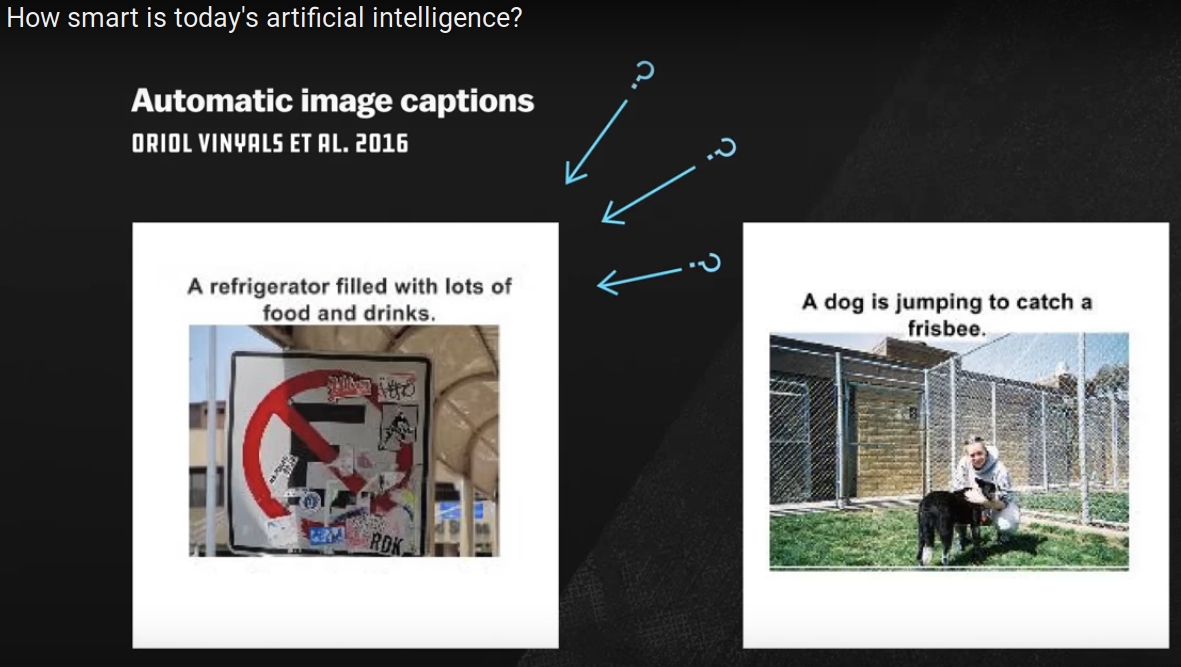 How smart is today's artificial intelligence?
?
Automatic image captions
ORIOL VINYALS ET AL. 2016
?
?
A refrigerator filled with lots of
food and drinks.
RDK
A dog is jumping to catch a
frisbee.